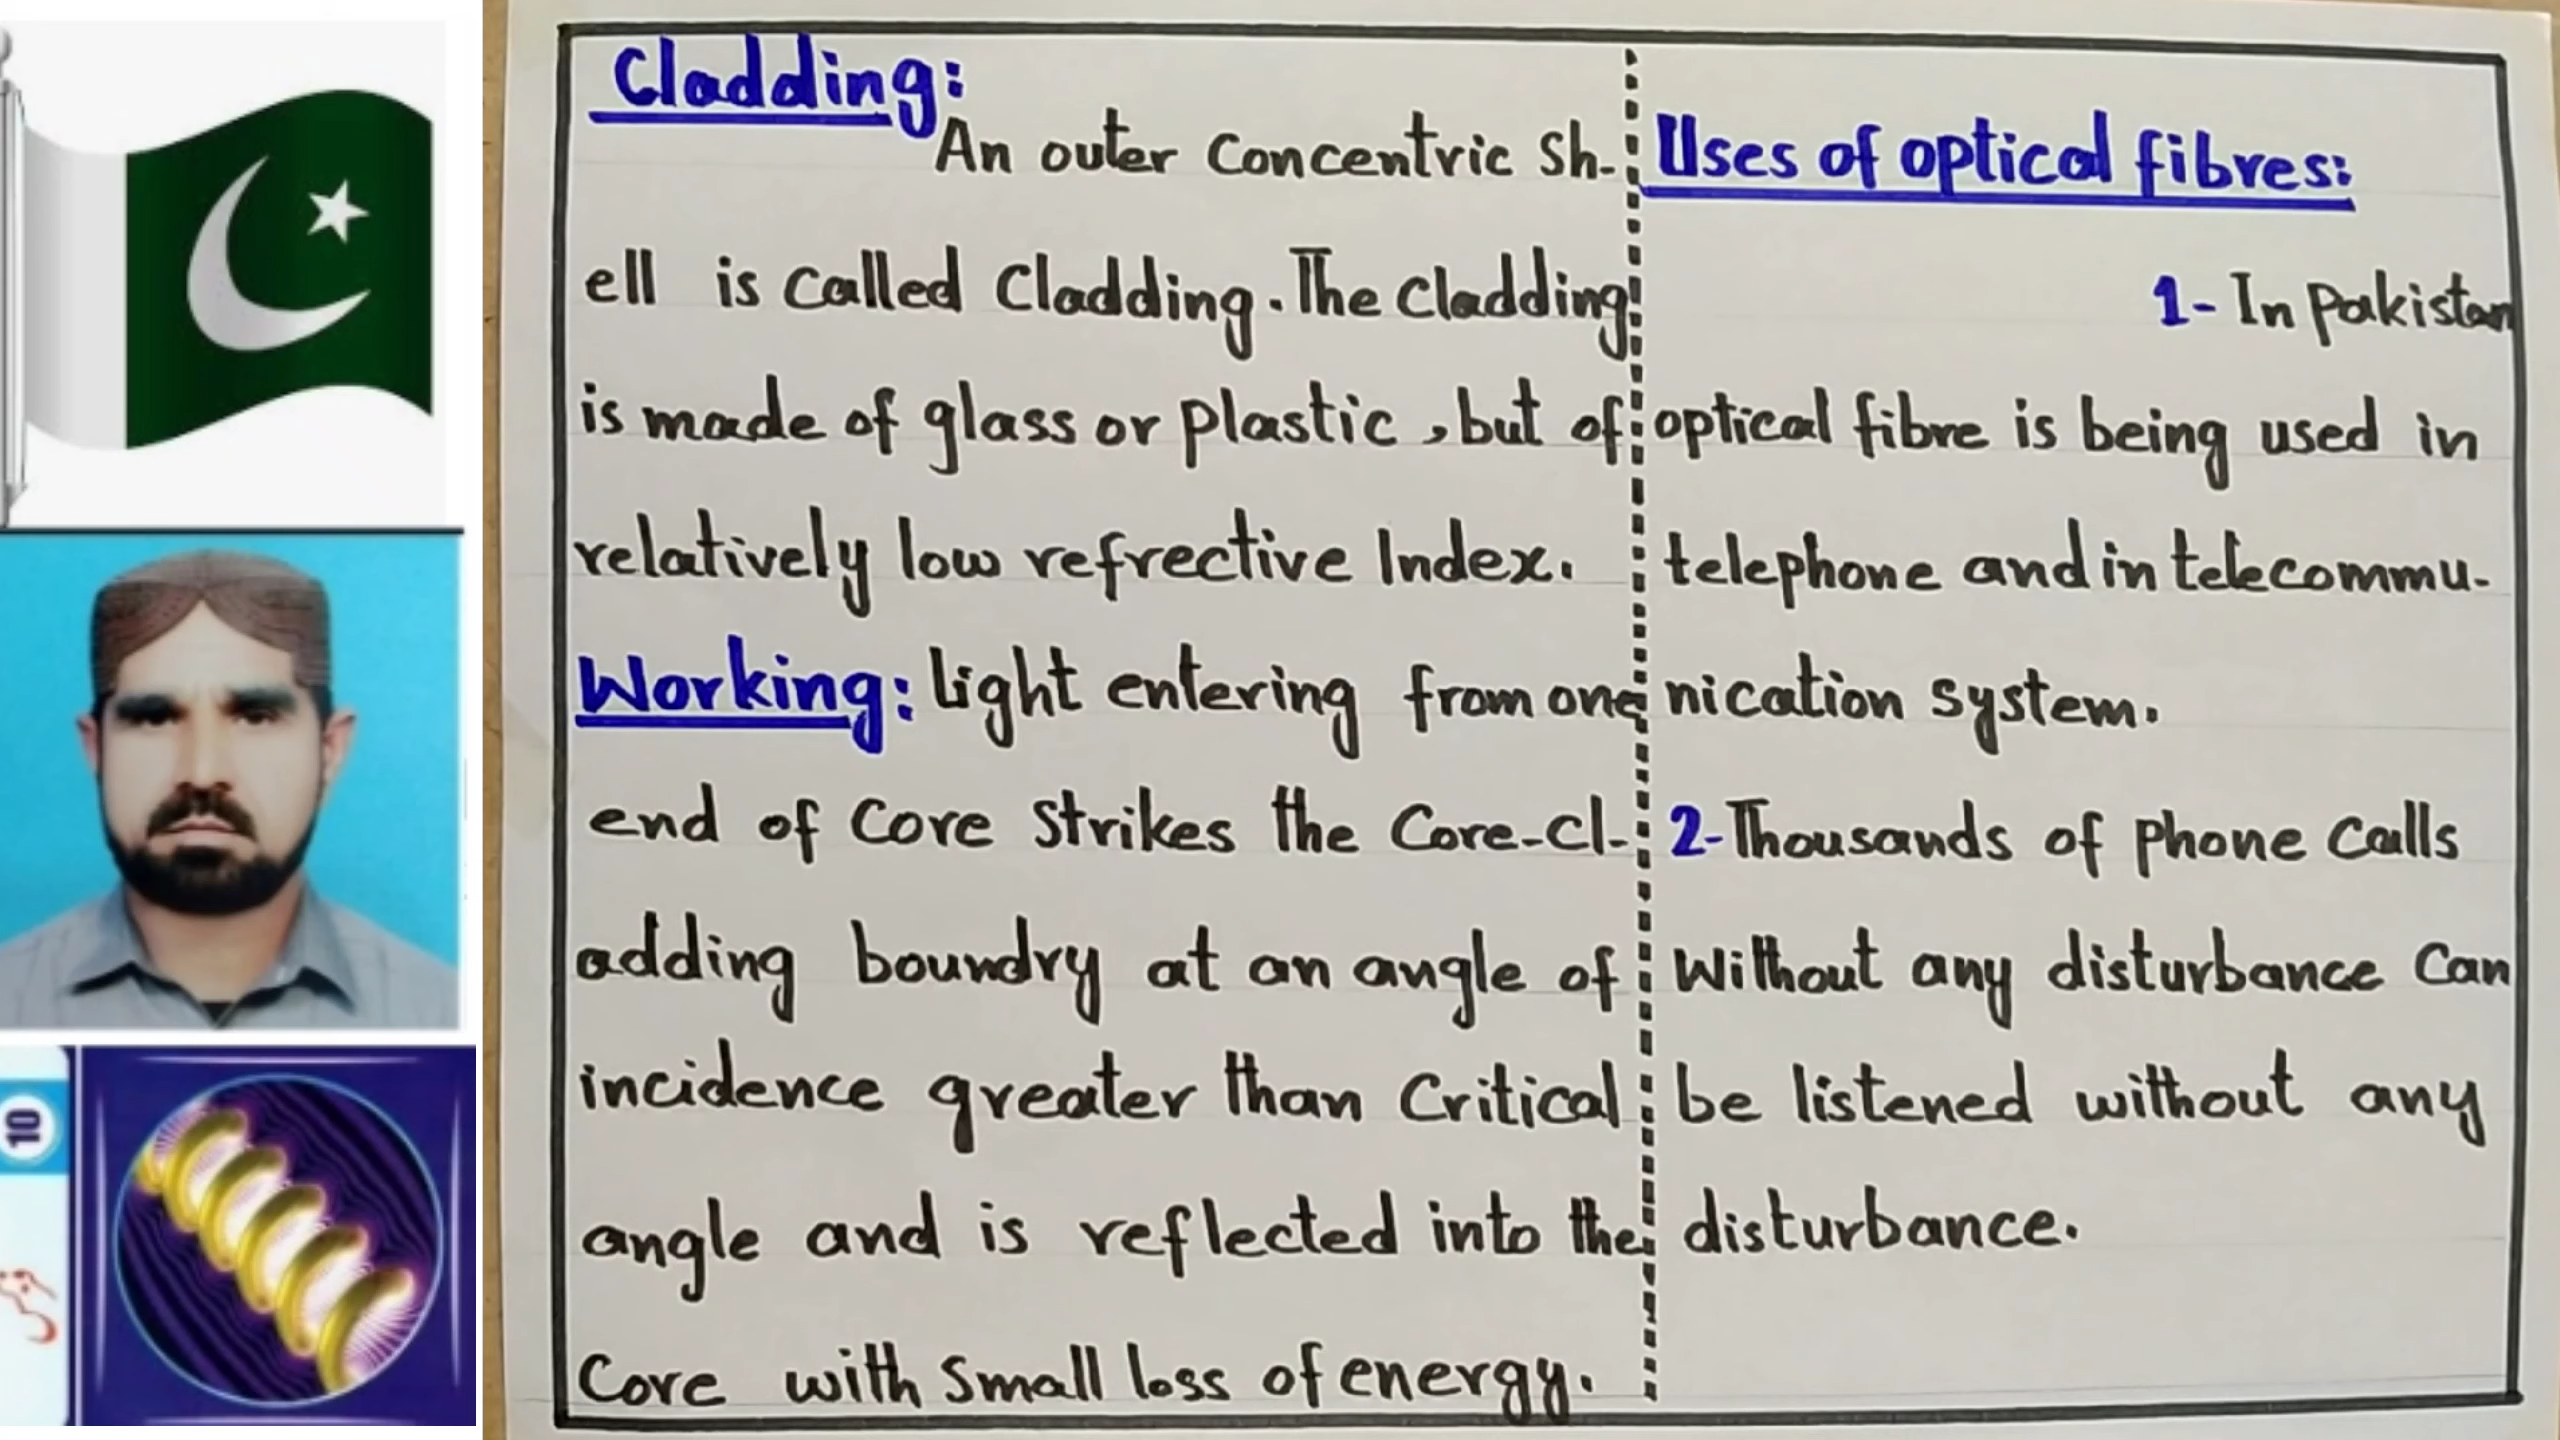 Cladding:
An outer Concentric Sh-
ell is called Cladding. The Cladding
is made of glass or plastic, but of
relatively low refrective Index.
Working: Light entering from one
end of Core Strikes the Core-Cl-
adding boundry at an angle of
incidence greater than Critical
angle and is reflected into the
Core with Small loss of energy.
Uses of optical fibres:
1- In Pakistan
optical fibre is being used in
telephone and in telecommu-
nication system.
2- Thousands of phone Calls
Without any disturbance Can
be listened without any
disturbance.
10